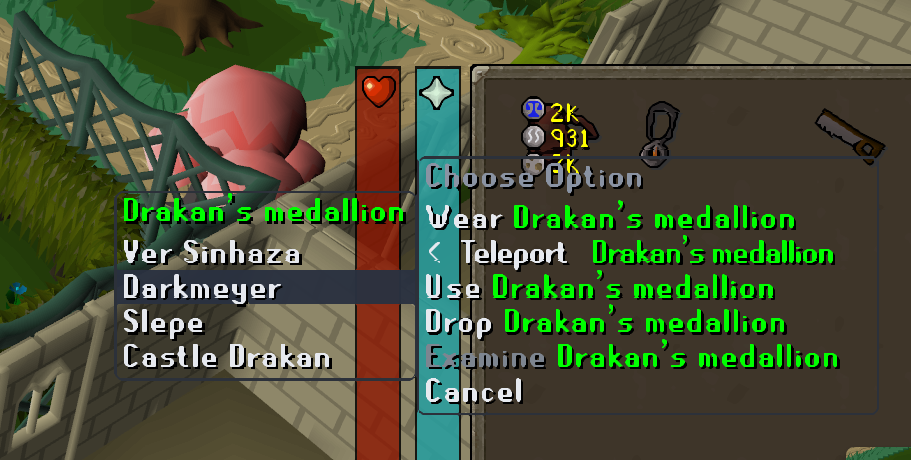 2K
931
3K
Choose Option
Wear Drakan's medallion
< Teleport Drakan's medallion
Use Drakan's medallion
Drop Drakan's medallion
Examine Drakan's medallion
Cancel
Drakan's medallion
Ver Sinhaza
Darkmeyer
Slepe
Castle Drakan